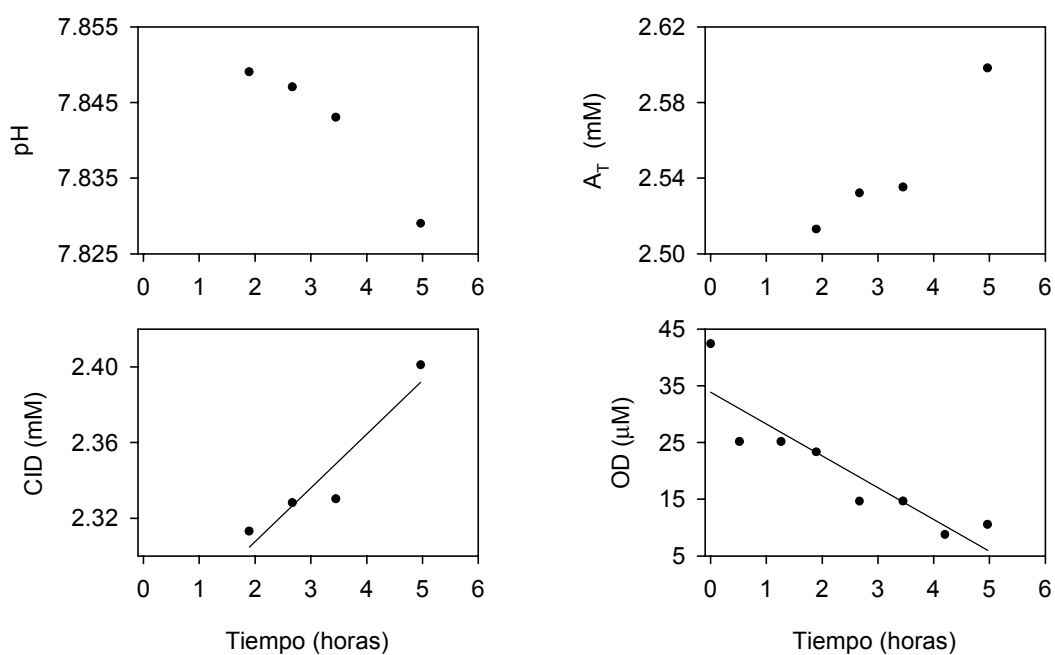 7.855
7.845
7.835
7.825
pH
0 1 2 3 4 5 6
2.62
2.58
2.54
2.50
A_T (mM)
0 1 2 3 4 5 6
2.40
2.36
2.32
CID (mM)
0 1 2 3 4 5 6
Tiempo (horas)
45
35
25
15
5
OD (μM)
0 1 2 3 4 5 6
Tiempo (horas)